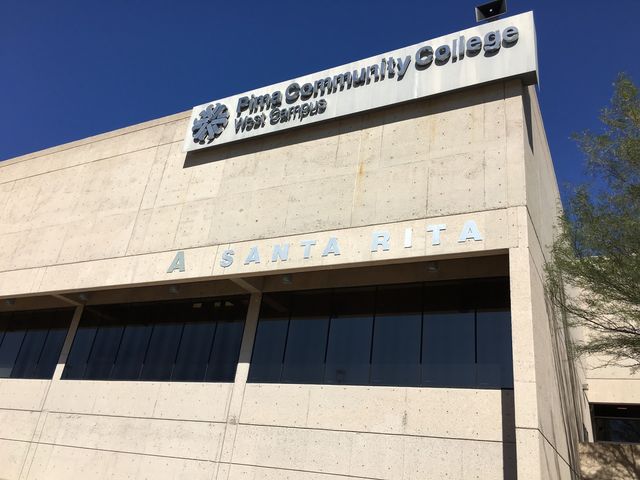 Pima Community College
West Campus
A SANTA RITA